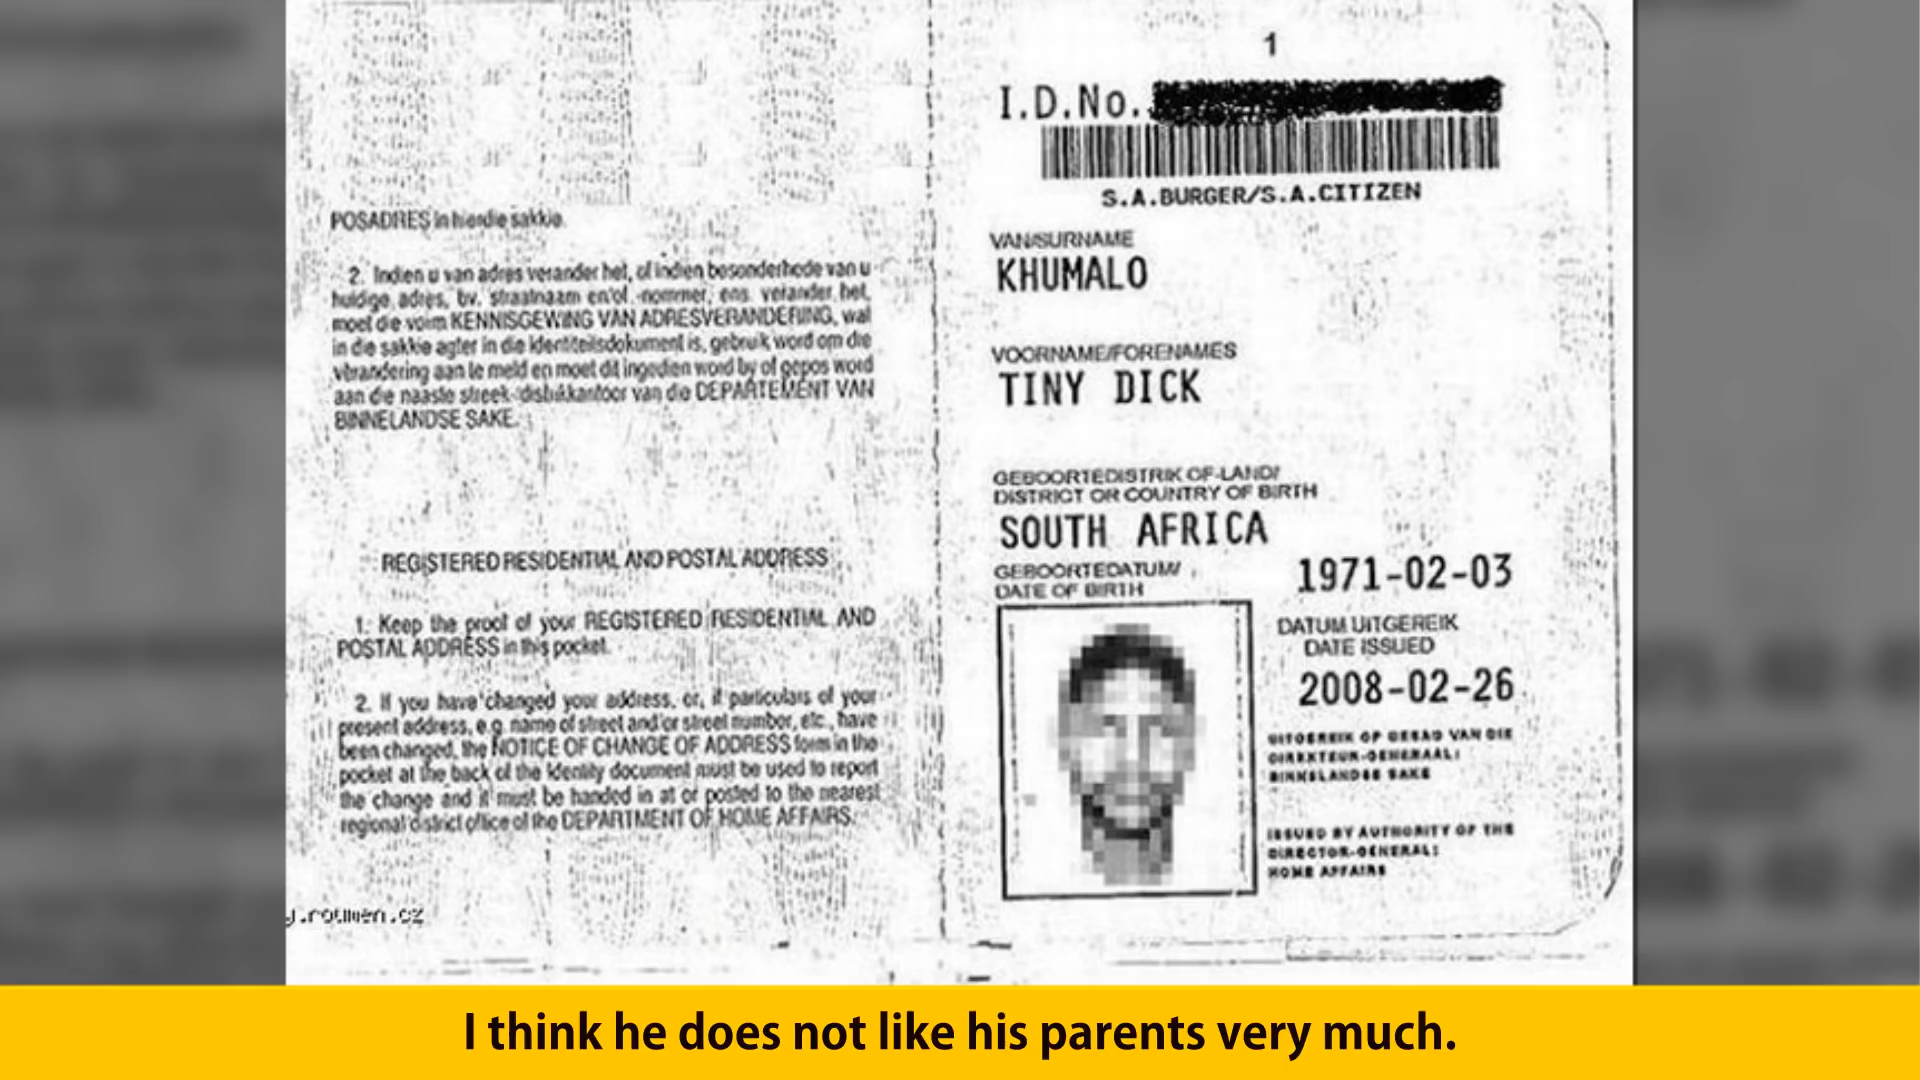 POSADRES in hierdie sakkie.
2. Indien u van adres verander het, of indien besonderhede van u
huidige adres, bv. straatnaam en/of -nommer, ens. verander het,
moet die vorm KENNISGEWING VAN ADRESVERANDERING, wat
in die sakkie agter in die identiteitsdokument is, gebruik word om die
verandering aan te meld en moet dit ingedien word by of gepos word
aan die naaste streek-/distrikkantoor van die DEPARTEMENT VAN
BINNELANDSE SAKE.
REGISTERED RESIDENTIAL AND POSTAL ADDRESS
1. Keep the proof of your REGISTERED RESIDENTIAL AND
POSTAL ADDRESS in this pocket.
2. If you have changed your address, or, if particulars of your
present address, e.g. name of street and/or street number, etc., have
been changed, the NOTICE OF CHANGE OF ADDRESS form in the
pocket at the back of the identity document must be used to report
the change and it must be handed in at or posted to the nearest
regional/district office of the DEPARTMENT OF HOME AFFAIRS.
.roumen.cz
1
I.D.No.
S.A.BURGER/S.A.CITIZEN
VAN/SURNAME
KHUMALO
VOORNAME/FORENAMES
TINY DICK
GEBOORTEDISTRIK OF-LAND/
DISTRICT OR COUNTRY OF BIRTH
SOUTH AFRICA
GEBOORTEDATUM/
DATE OF BIRTH
1971-02-03
DATUM UITGEREIK
DATE ISSUED
2008-02-26
UITGEREIK OP GESAG VAN DIE
DIREKTEUR-GENERAAL:
BINNELANDSE SAKE
ISSUED BY AUTHORITY OF THE
DIRECTOR-GENERAL:
HOME AFFAIRS
I think he does not like his parents very much.